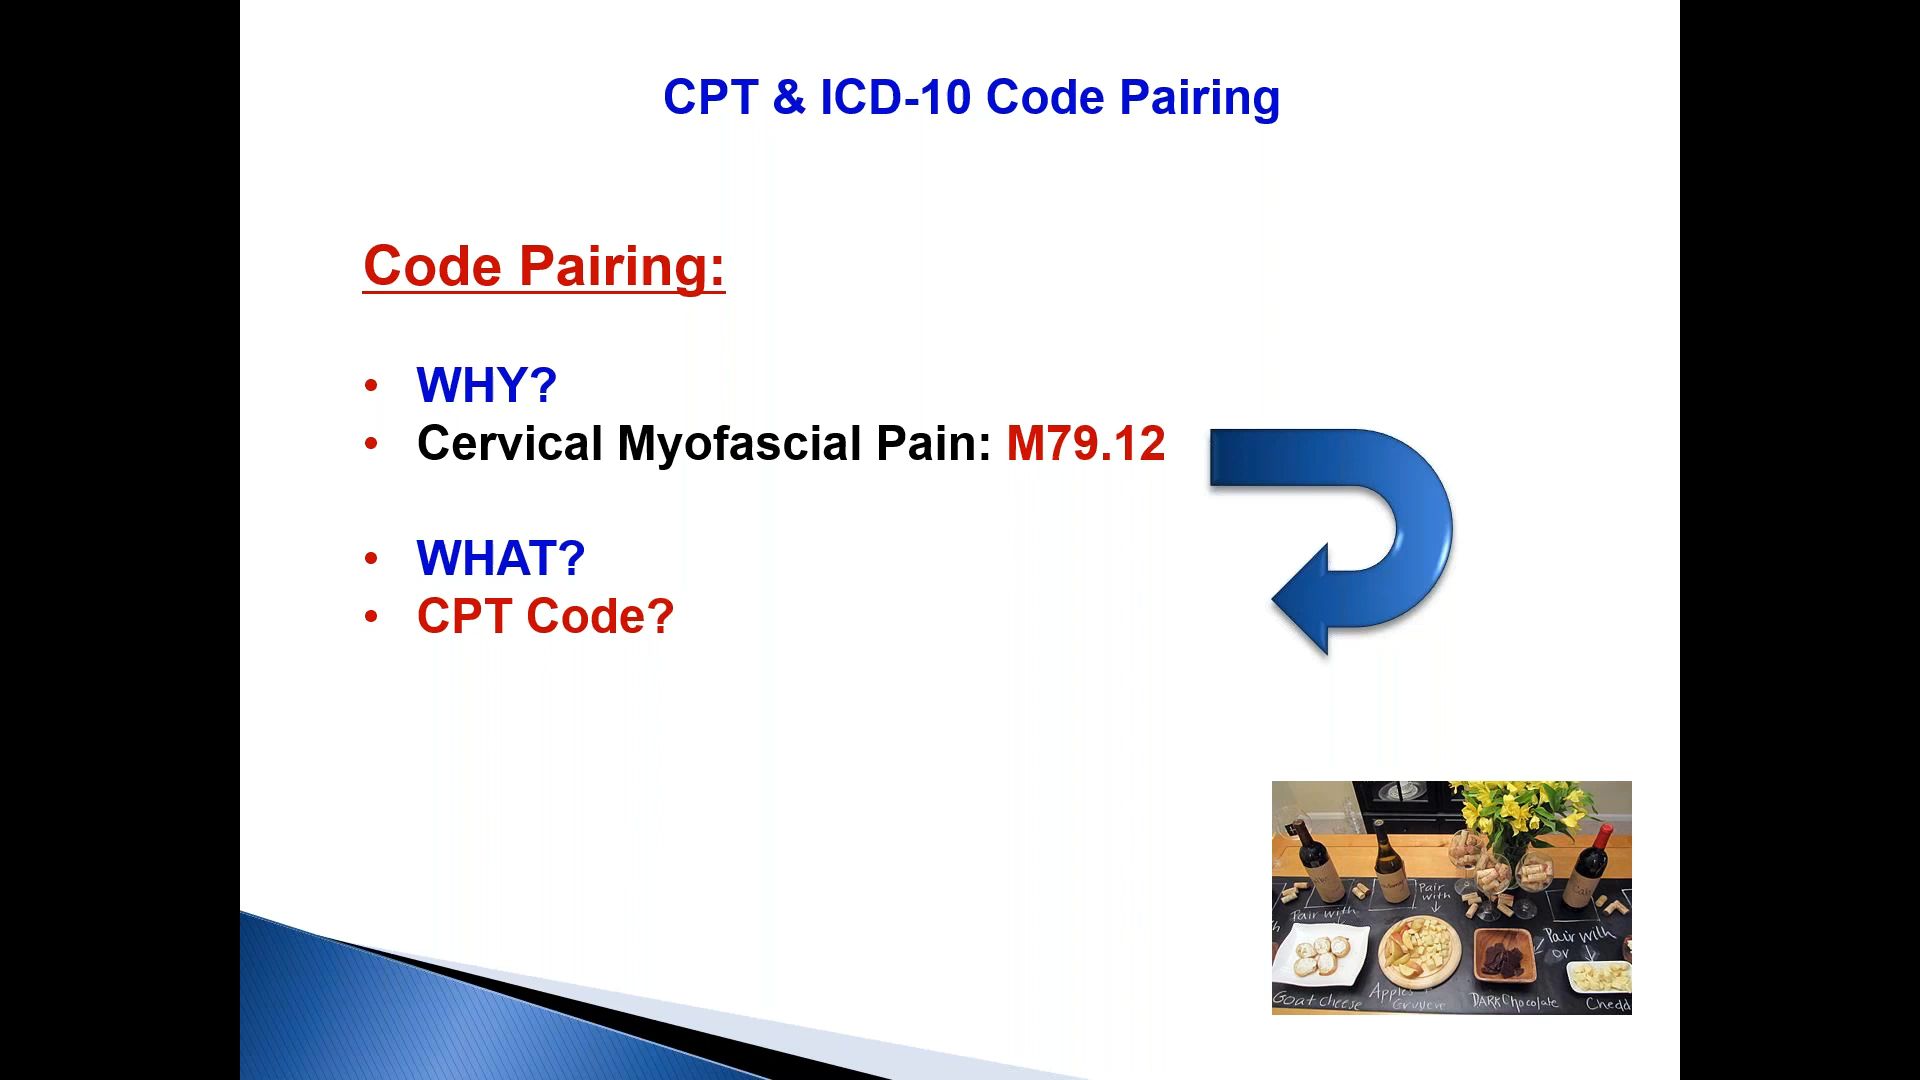 CPT & ICD-10 Code Pairing
Code Pairing:
• WHY?
• Cervical Myofascial Pain: M79.12
• WHAT?
• CPT Code?
Pair with
Pair
with
Pair with
or
Goat cheese
Apples
Gruyere
DARK Chocolate
Chedd